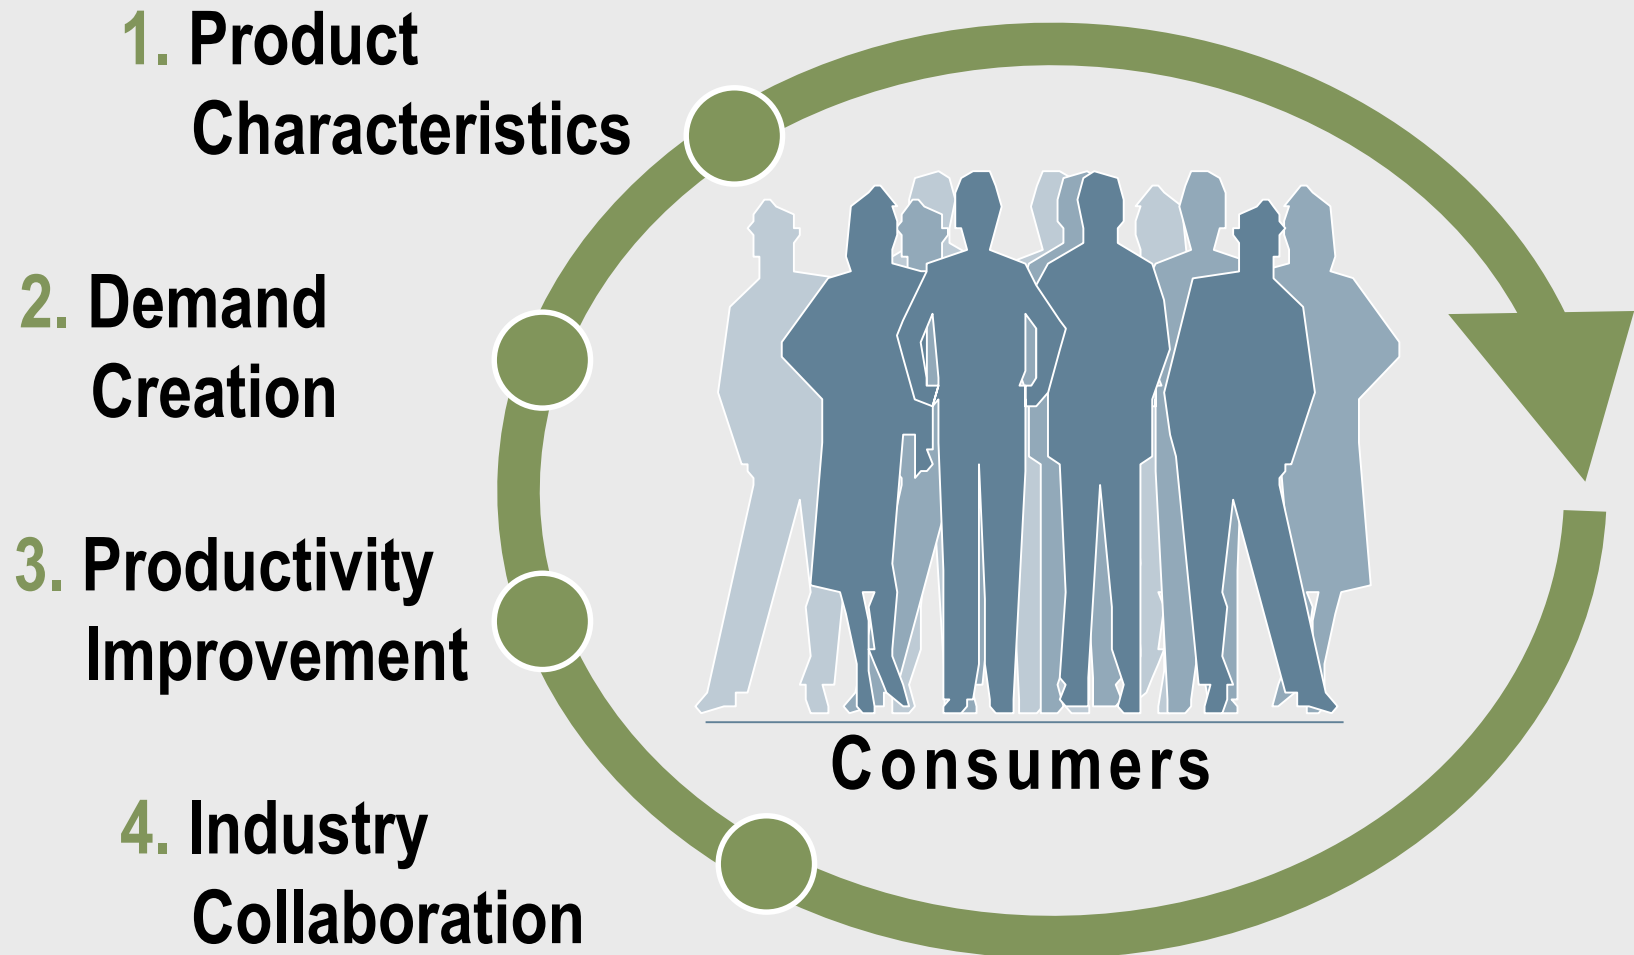 1. Product
Characteristics
2. Demand
Creation
3. Productivity
Improvement
4. Industry
Collaboration
Consumers